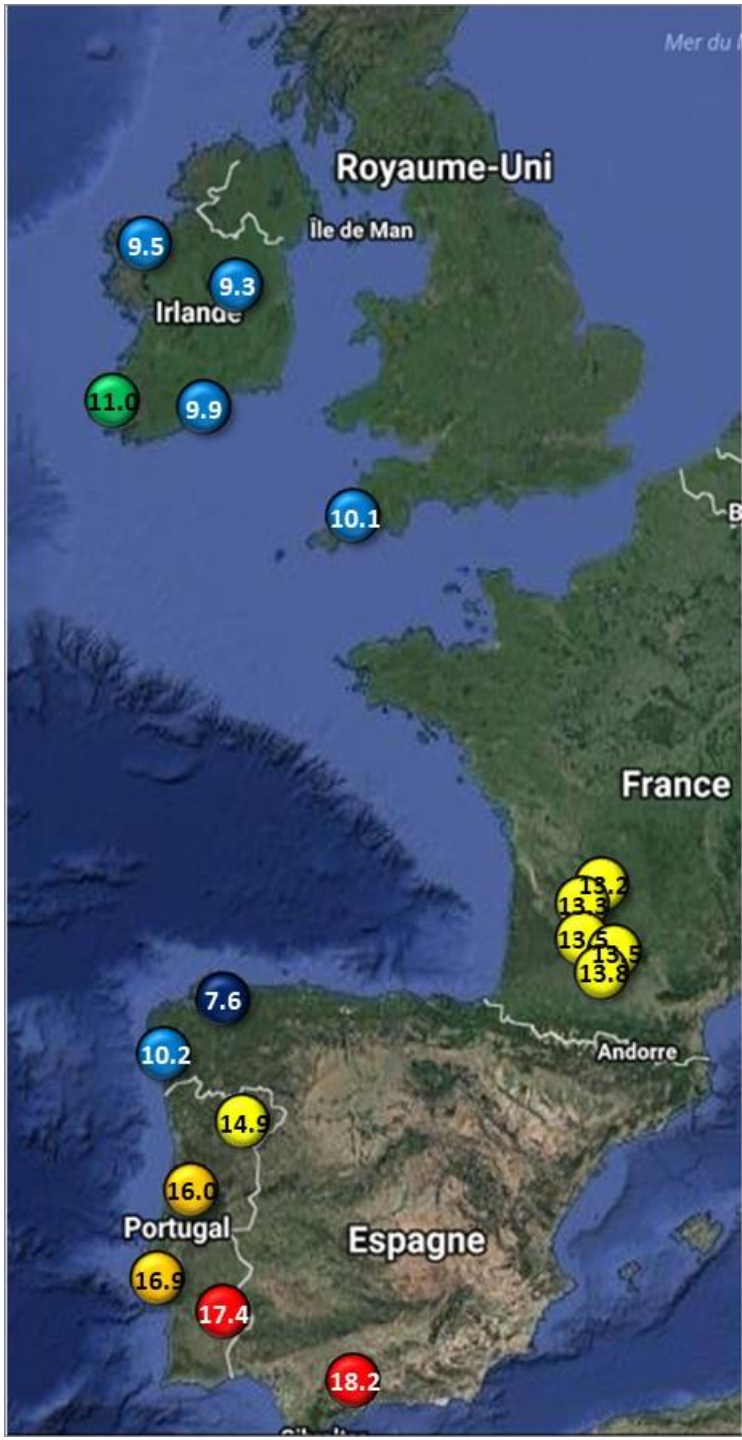 Mer du
Royaume-Uni
Île de Man
9.5
9.3
Irlande
11.0
9.9
10.1
B
France
13.2
13.3
13.5
13.5
13.8
7.6
10.2
Andorre
14.9
16.0
Portugal
Espagne
16.9
17.4
18.2